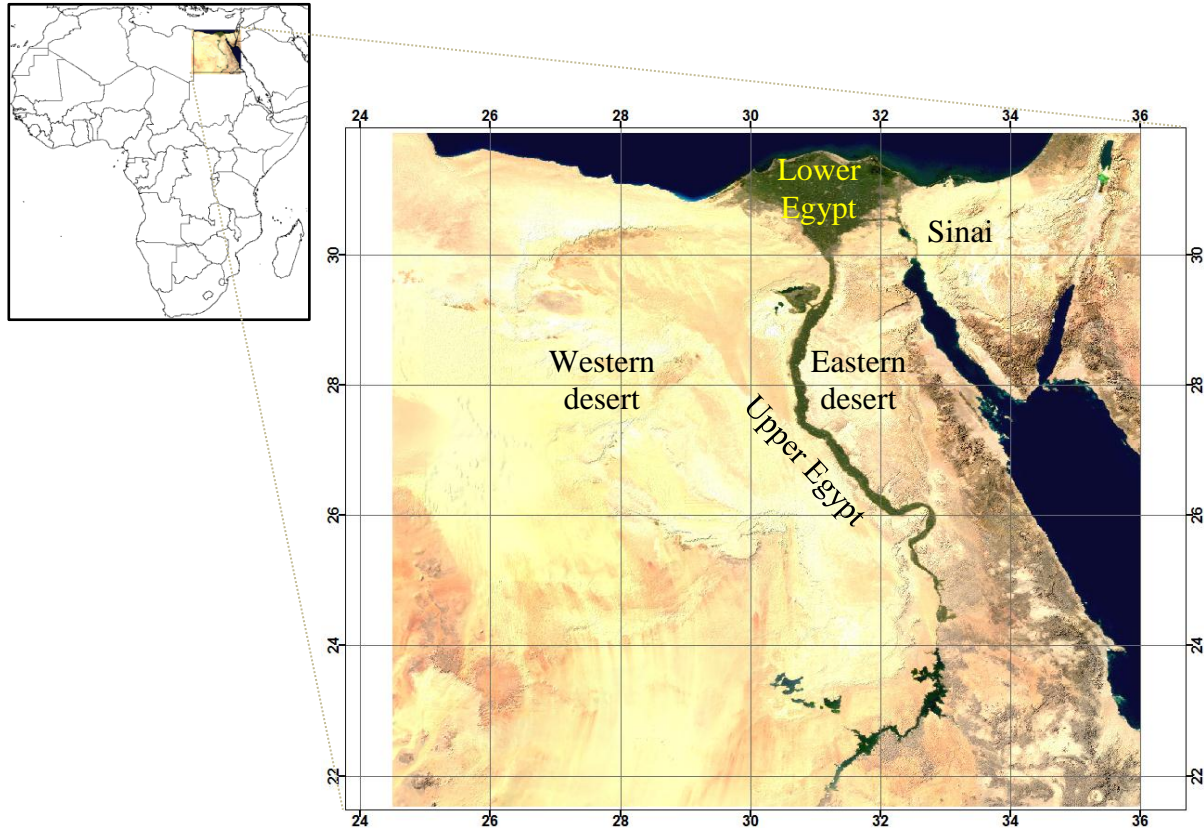 24 26 28 30 32 34 36
Lower
Egypt
Sinai
30 30
Western
desert
Eastern
desert
28 28
Upper Egypt
26 26
24 24
22 22
24 26 28 30 32 34 36